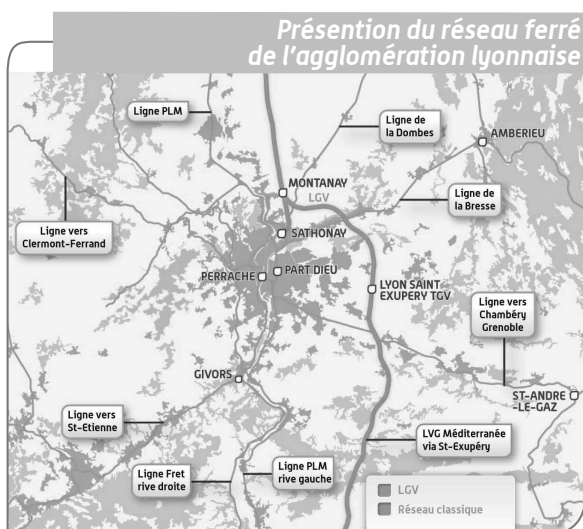 Présention du réseau ferré
de l'agglomération lyonnaise
Ligne PLM
Ligne de
la Dombes
AMBERIEU
MONTANAY
LGV
Ligne de
la Bresse
Ligne vers
Clermont-Ferrand
SATHONAY
PERRACHE
PART DIEU
LYON SAINT
EXUPERY TGV
Ligne vers
Chambéry
Grenoble
GIVORS
ST-ANDRE
-LE-GAZ
Ligne vers
St-Etienne
LVG Méditerranée
via St-Exupéry
Ligne Fret
rive droite
Ligne PLM
rive gauche
LGV
Réseau classique